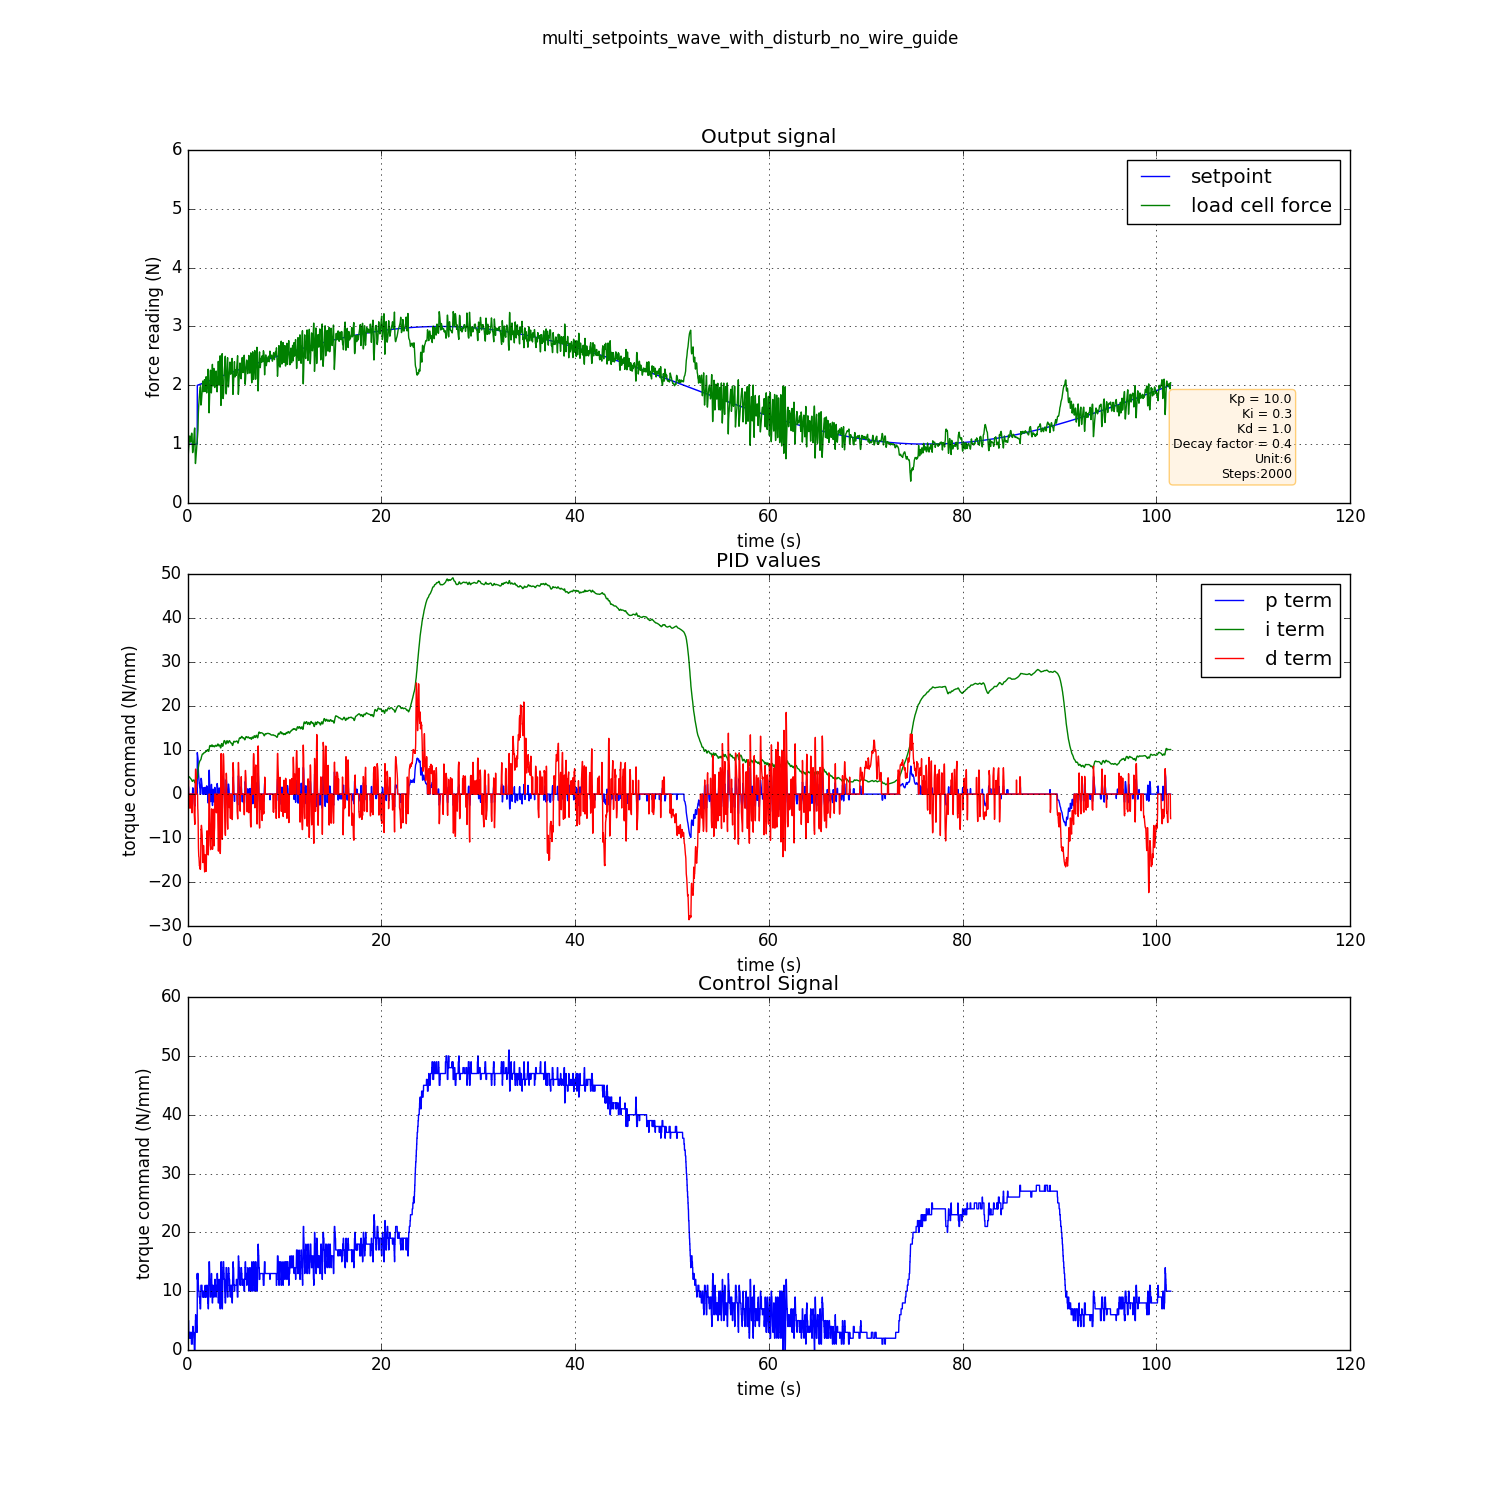 multi_setpoints_wave_with_disturb_no_wire_guide
Output signal
6
5
4
3
2
1
0
force reading (N)
setpoint
load cell force
Kp = 10.0
Ki = 0.3
Kd = 1.0
Decay factor = 0.4
Unit:6
Steps:2000
0 20 40 60 80 100 120
time (s)
PID values
50
40
30
20
10
0
−10
−20
−30
torque command (N/mm)
p term
i term
d term
0 20 40 60 80 100 120
time (s)
Control Signal
60
50
40
30
20
10
0
torque command (N/mm)
0 20 40 60 80 100 120
time (s)